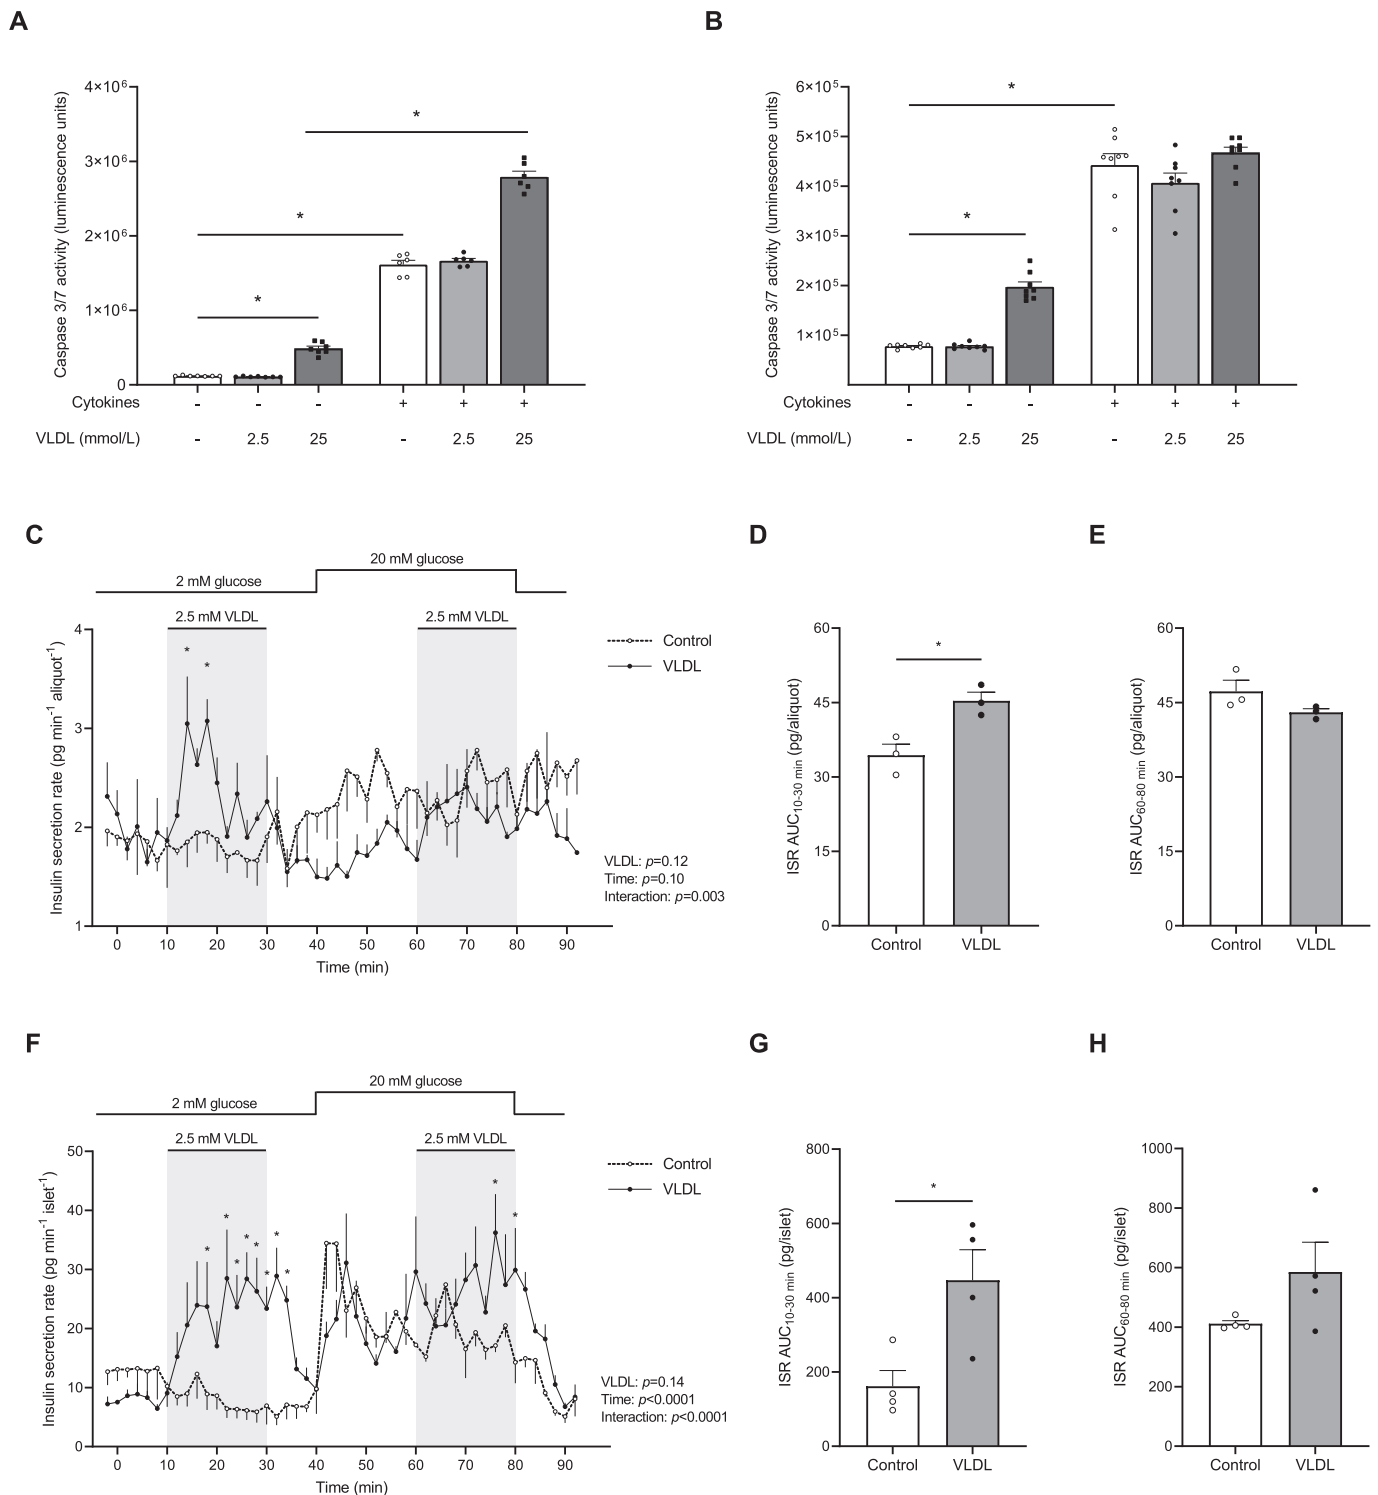 A
B
Caspase 3/7 activity (luminescence units)
4×10⁶
3×10⁶
2×10⁶
1×10⁶
0
*
*
*
Cytokines - - - + + +
VLDL (mmol/L) - 2.5 25 - 2.5 25
Caspase 3/7 activity (luminescence units)
6×10⁵
5×10⁵
4×10⁵
3×10⁵
2×10⁵
1×10⁵
*
*
Cytokines - - - + + +
VLDL (mmol/L) - 2.5 25 - 2.5 25
C
20 mM glucose
2 mM glucose
2.5 mM VLDL 2.5 mM VLDL
Insulin secretion rate (pg min⁻¹ aliquot⁻¹)
4
3
2
1
* *
0 10 20 30 40 50 60 70 80 90
Time (min)
Control
VLDL
VLDL: p=0.12
Time: p=0.10
Interaction: p=0.003
D
ISR AUC10-30 min (pg/aliquot)
60
45
30
15
0
*
Control VLDL
E
ISR AUC60-80 min (pg/aliquot)
60
45
30
15
0
Control VLDL
F
20 mM glucose
2 mM glucose
2.5 mM VLDL 2.5 mM VLDL
Insulin secretion rate (pg min⁻¹ islet⁻¹)
50
40
30
20
10
0
* * * * * * * * * *
0 10 20 30 40 50 60 70 80 90
Time (min)
Control
VLDL
VLDL: p=0.14
Time: p<0.0001
Interaction: p<0.0001
G
ISR AUC10-30 min (pg/islet)
800
600
400
200
0
*
Control VLDL
H
ISR AUC60-80 min (pg/islet)
1000
800
600
400
200
0
Control VLDL